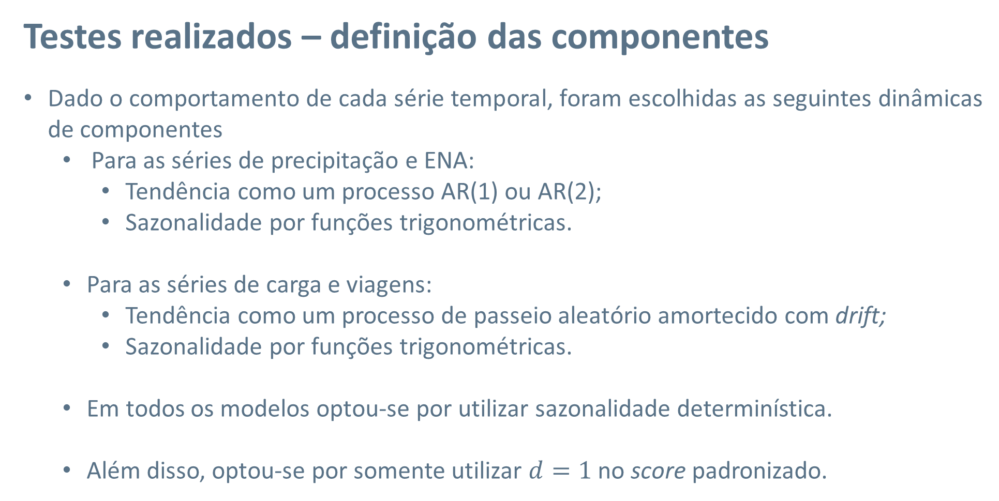 Testes realizados – definição das componentes
• Dado o comportamento de cada série temporal, foram escolhidas as seguintes dinâmicas
de componentes
• Para as séries de precipitação e ENA:
• Tendência como um processo AR(1) ou AR(2);
• Sazonalidade por funções trigonométricas.
• Para as séries de carga e viagens:
• Tendência como um processo de passeio aleatório amortecido com drift;
• Sazonalidade por funções trigonométricas.
• Em todos os modelos optou-se por utilizar sazonalidade determinística.
• Além disso, optou-se por somente utilizar d = 1 no score padronizado.